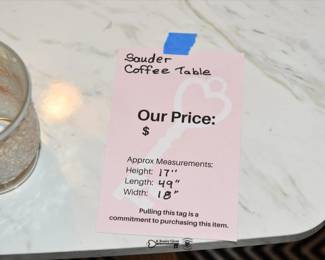 Sauder
Coffee Table
Our Price:
$
Approx Measurements:
Height: 17"
Length: 49"
Width: 18"
Pulling this tag is a
commitment to purchasing this item.